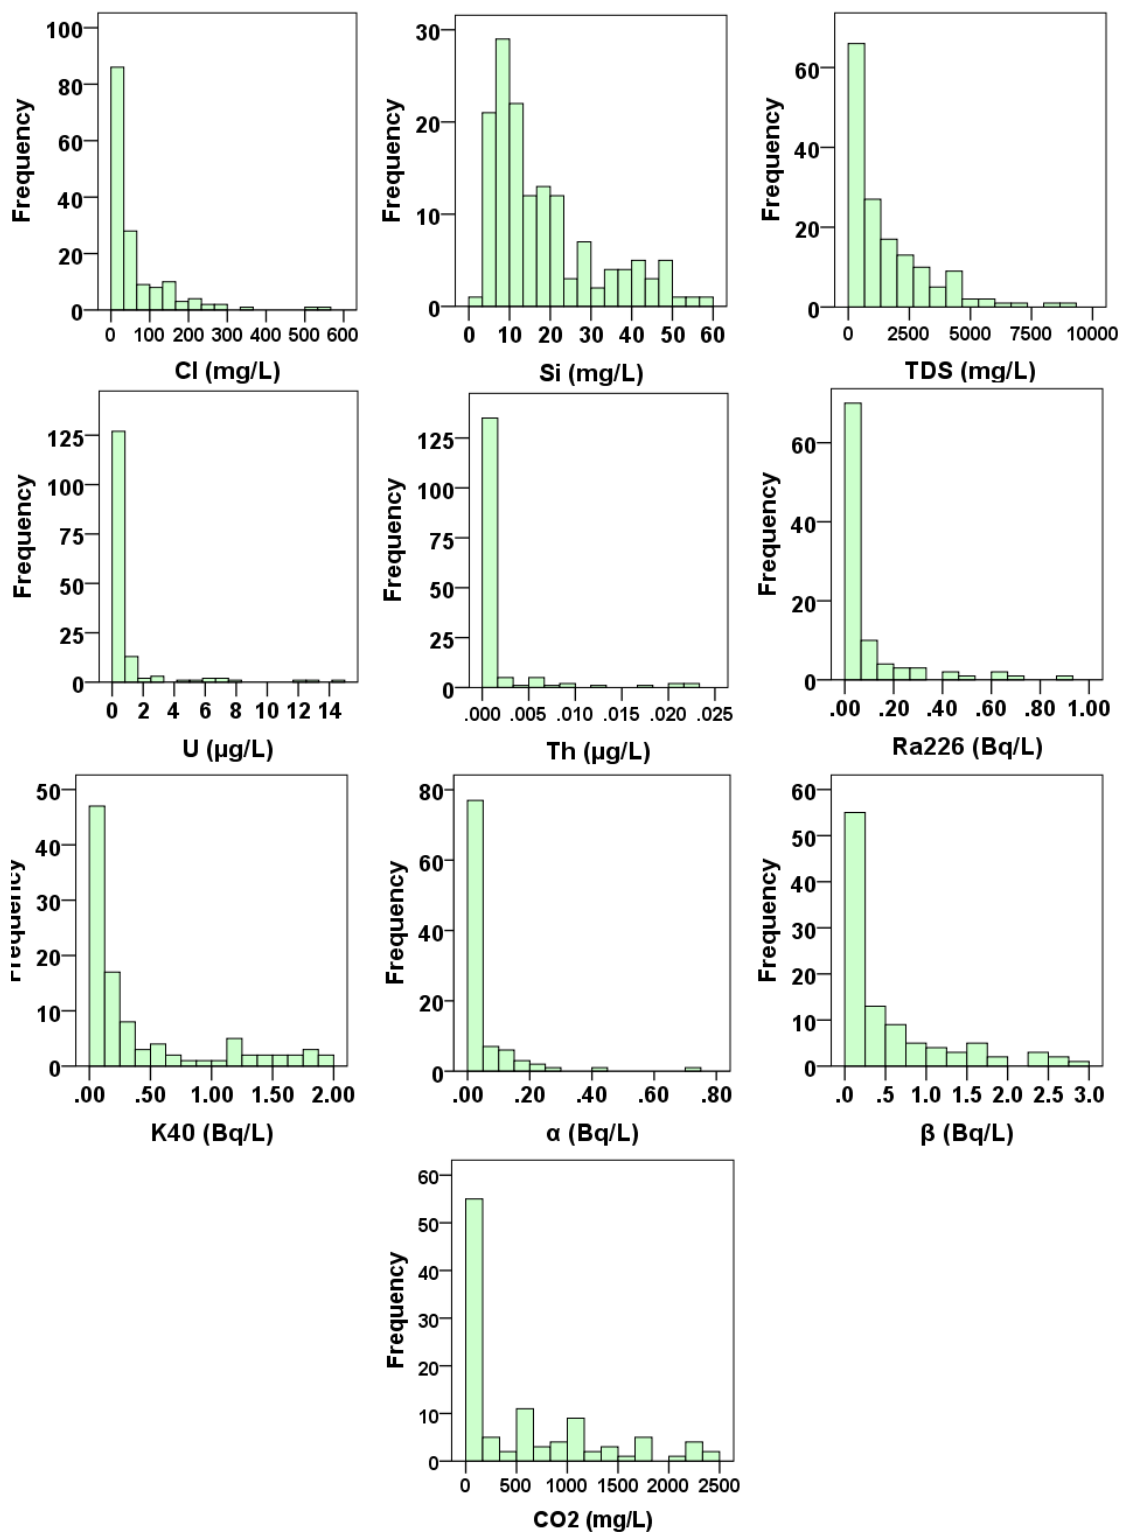 100
80
60
40
20
0
Frequency
0 100 200 300 400 500 600
Cl (mg/L)
30
20
10
0
Frequency
0 10 20 30 40 50 60
Si (mg/L)
60
40
20
0
Frequency
0 2500 5000 7500 10000
TDS (mg/L)
125
100
75
50
25
0
Frequency
0 2 4 6 8 10 12 14
U (µg/L)
125
100
75
50
25
0
Frequency
.000 .005 .010 .015 .020 .025
Th (µg/L)
60
40
20
0
Frequency
.00 .20 .40 .60 .80 1.00
Ra226 (Bq/L)
50
40
30
20
10
0
Frequency
.00 .50 1.00 1.50 2.00
K40 (Bq/L)
80
60
40
20
0
Frequency
.00 .20 .40 .60 .80
α (Bq/L)
60
50
40
30
20
10
0
Frequency
.0 .5 1.0 1.5 2.0 2.5 3.0
β (Bq/L)
60
50
40
30
20
10
0
Frequency
0 500 1000 1500 2000 2500
CO2 (mg/L)